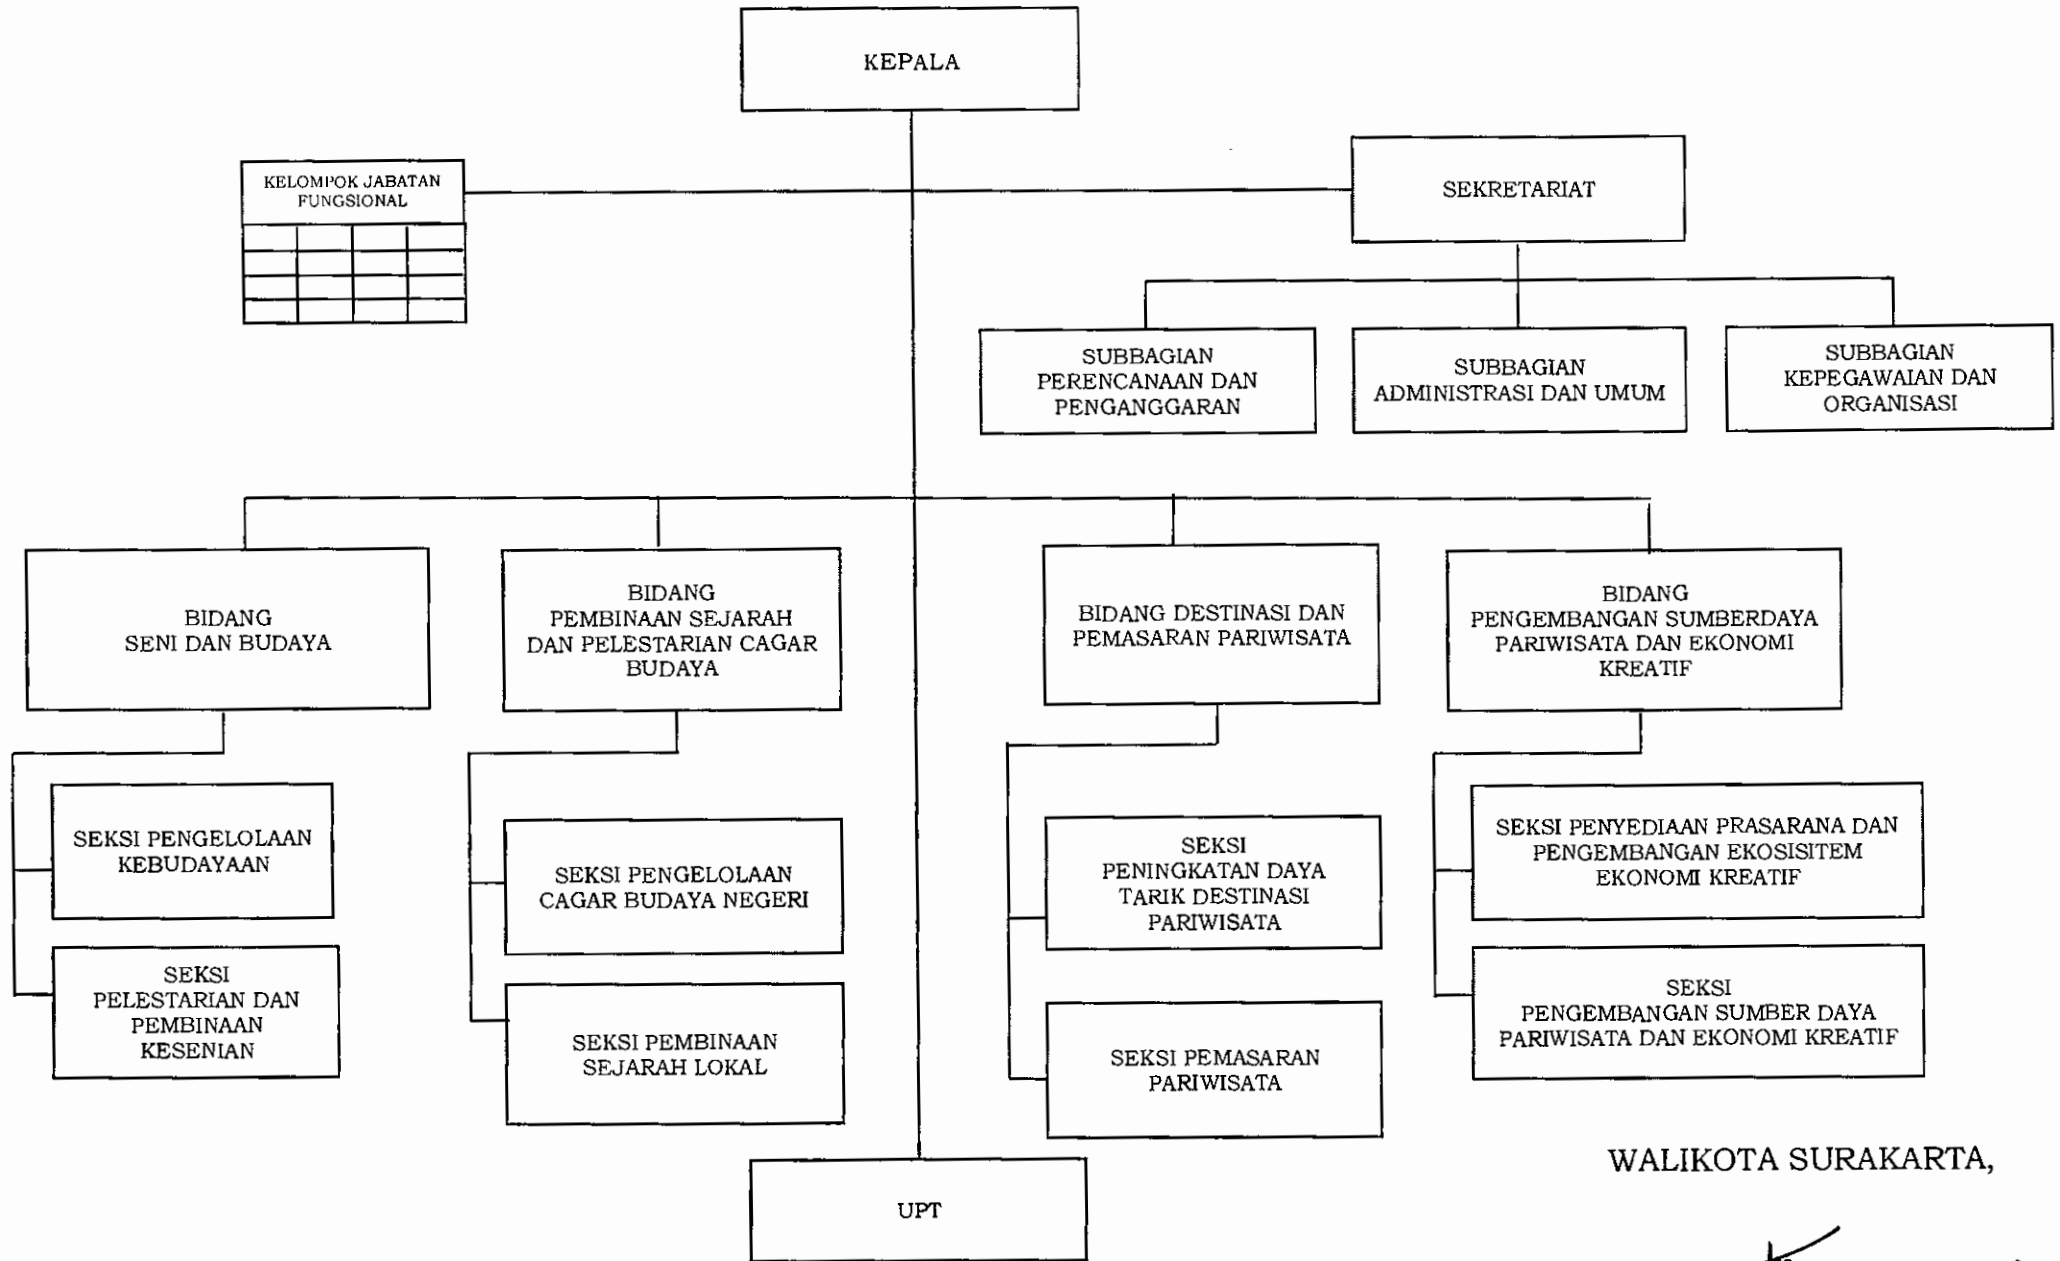 KEPALA
KELOMPOK JABATAN
FUNGSIONAL
SEKRETARIAT
SUBBAGIAN
PERENCANAAN DAN
PENGANGGARAN
SUBBAGIAN
ADMINISTRASI DAN UMUM
SUBBAGIAN
KEPEGAWAIAN DAN
ORGANISASI
BIDANG
SENI DAN BUDAYA
BIDANG
PEMBINAAN SEJARAH
DAN PELESTARIAN CAGAR
BUDAYA
BIDANG DESTINASI DAN
PEMASARAN PARIWISATA
BIDANG
PENGEMBANGAN SUMBERDAYA
PARIWISATA DAN EKONOMI
KREATIF
SEKSI PENGELOLAAN
KEBUDAYAAN
SEKSI
PELESTARIAN DAN
PEMBINAAN
KESENIAN
SEKSI PENGELOLAAN
CAGAR BUDAYA NEGERI
SEKSI PEMBINAAN
SEJARAH LOKAL
SEKSI
PENINGKATAN DAYA
TARIK DESTINASI
PARIWISATA
SEKSI PEMASARAN
PARIWISATA
SEKSI PENYEDIAAN PRASARANA DAN
PENGEMBANGAN EKOSISITEM
EKONOMI KREATIF
SEKSI
PENGEMBANGAN SUMBER DAYA
PARIWISATA DAN EKONOMI KREATIF
UPT
WALIKOTA SURAKARTA,